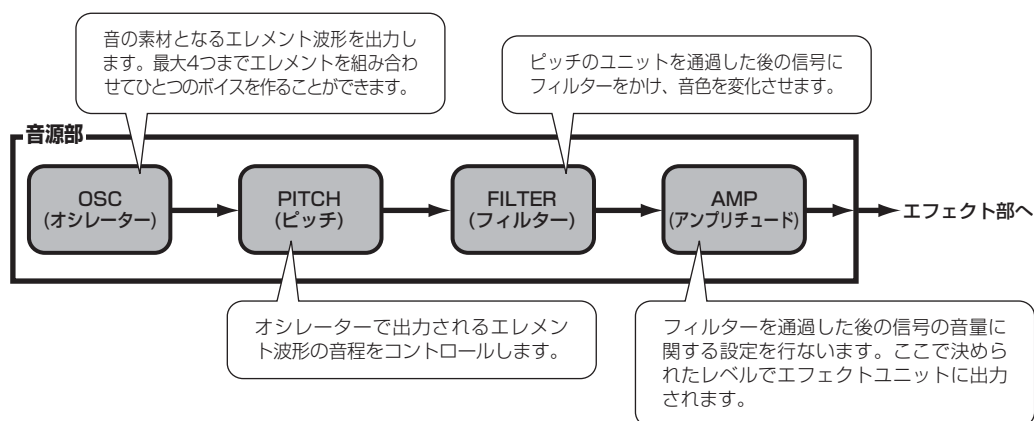 音の素材となるエレメント波形を出力し
ます。最大4つまでエレメントを組み合わ
せてひとつのボイスを作ることができます。
ピッチのユニットを通過した後の信号に
フィルターをかけ、音色を変化させます。
音源部
OSC
(オシレーター)
PITCH
(ピッチ)
FILTER
(フィルター)
AMP
(アンプリチュード)
エフェクト部へ
オシレーターで出力されるエレメン
ト波形の音程をコントロールします。
フィルターを通過した後の信号の音量に
関する設定を行ないます。ここで決めら
れたレベルでエフェクトユニットに出力
されます。